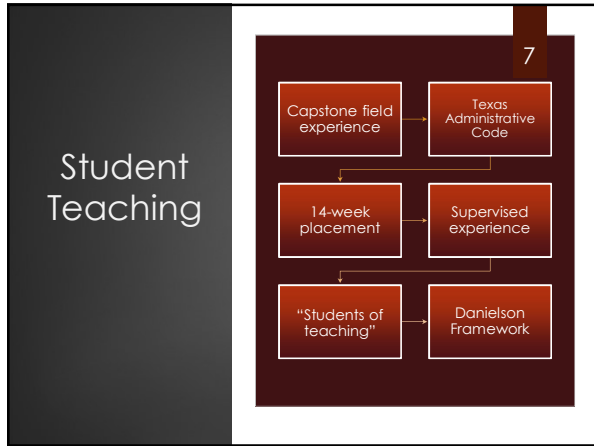 7
Student
Teaching
Capstone field
experience
Texas
Administrative
Code
14-week
placement
Supervised
experience
“Students of
teaching”
Danielson
Framework